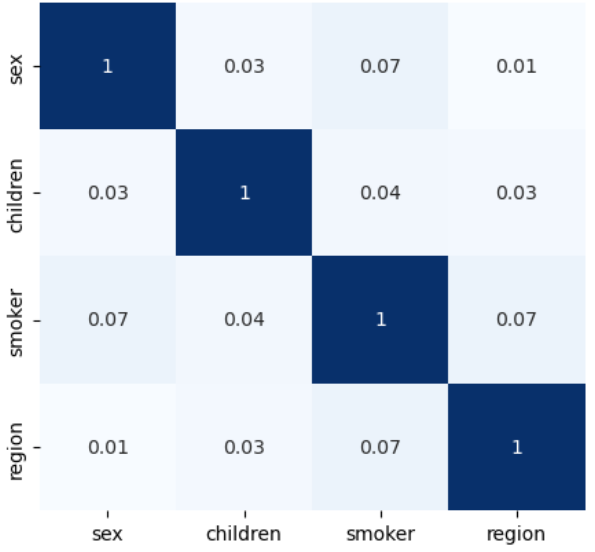 sex 1 0.03 0.07 0.01
children 0.03 1 0.04 0.03
smoker 0.07 0.04 1 0.07
region 0.01 0.03 0.07 1
sex children smoker region